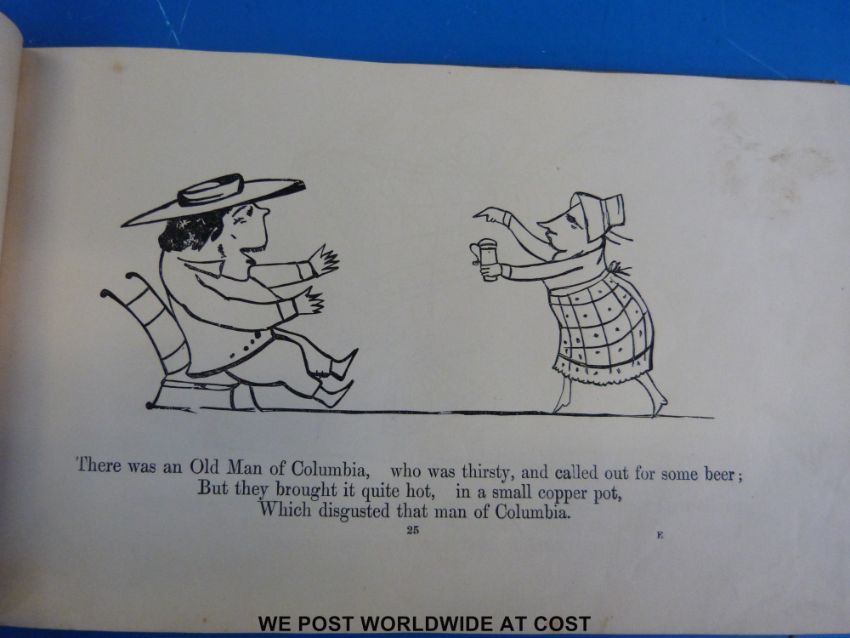 There was an Old Man of Columbia, who was thirsty, and called out for some beer;
But they brought it quite hot, in a small copper pot,
Which disgusted that man of Columbia.
25 E
WE POST WORLDWIDE AT COST